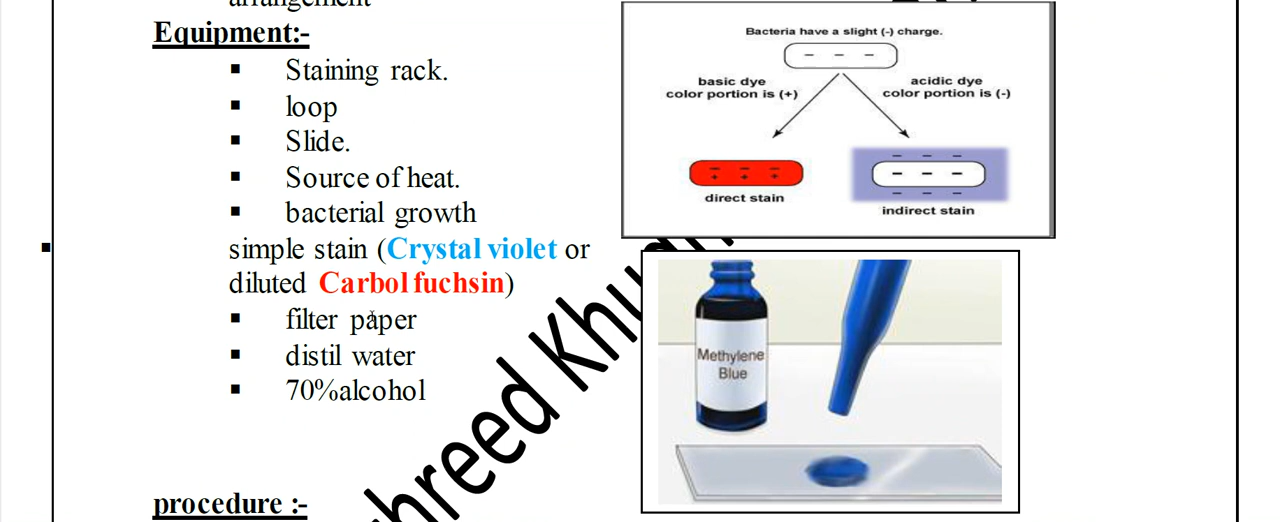 Equipment:-
▪ Staining rack.
▪ loop
▪ Slide.
▪ Source of heat.
▪ bacterial growth
▪ simple stain (Crystal violet or
diluted Carbol fuchsin)
▪ filter paper
▪ distil water
▪ 70%alcohol
procedure :-
Bacteria have a slight (-) charge.
basic dye
color portion is (+)
acidic dye
color portion is (-)
direct stain
indirect stain
Methylene
Blue